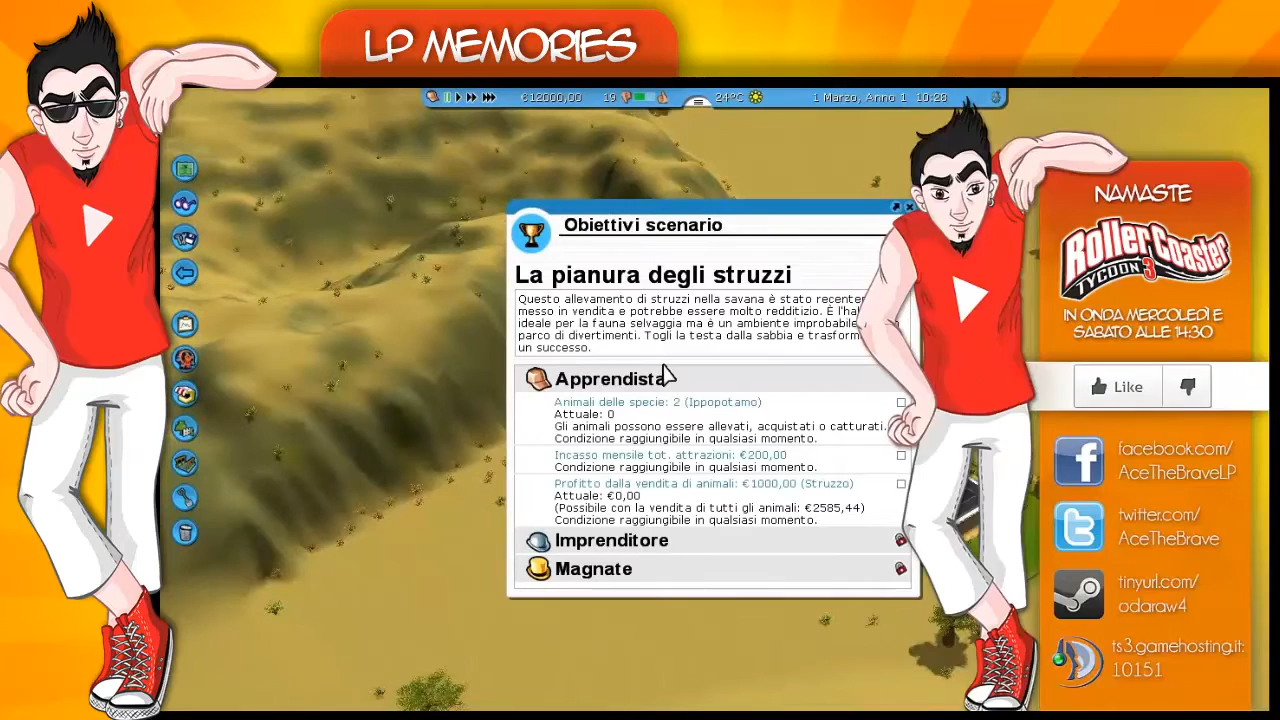 LP MEMORIES
€12000,00 19 24°C 1 Marzo, Anno 1 10:28
Obiettivi scenario
La pianura degli struzzi
Questo allevamento di struzzi nella savana è stato recente
messo in vendita e potrebbe essere molto redditizio. È l'ha
ideale per la fauna selvaggia ma è un ambiente improbabile
parco di divertimenti. Togli la testa dalla sabbia e trasform
un successo.
Apprendista
Animali delle specie: 2 (Ippopotamo)
Attuale: 0
Gli animali possono essere allevati, acquistati o catturati.
Condizione raggiungibile in qualsiasi momento.
Incasso mensile tot. attrazioni: €200,00
Condizione raggiungibile in qualsiasi momento.
Profitto dalla vendita di animali: €1000,00 (Struzzo)
Attuale: €0,00
(Possibile con la vendita di tutti gli animali: €2585,44)
Condizione raggiungibile in qualsiasi momento.
Imprenditore
Magnate
NAMASTE
RollerCoaster
TYCOON 3
IN ONDA MERCOLEDÌ E
SABATO ALLE 14:30
Like
facebook.com/
AceTheBraveLP
twitter.com/
AceTheBrave
tinyurl.com/
odaraw4
ts3.gamehosting.it:
10151